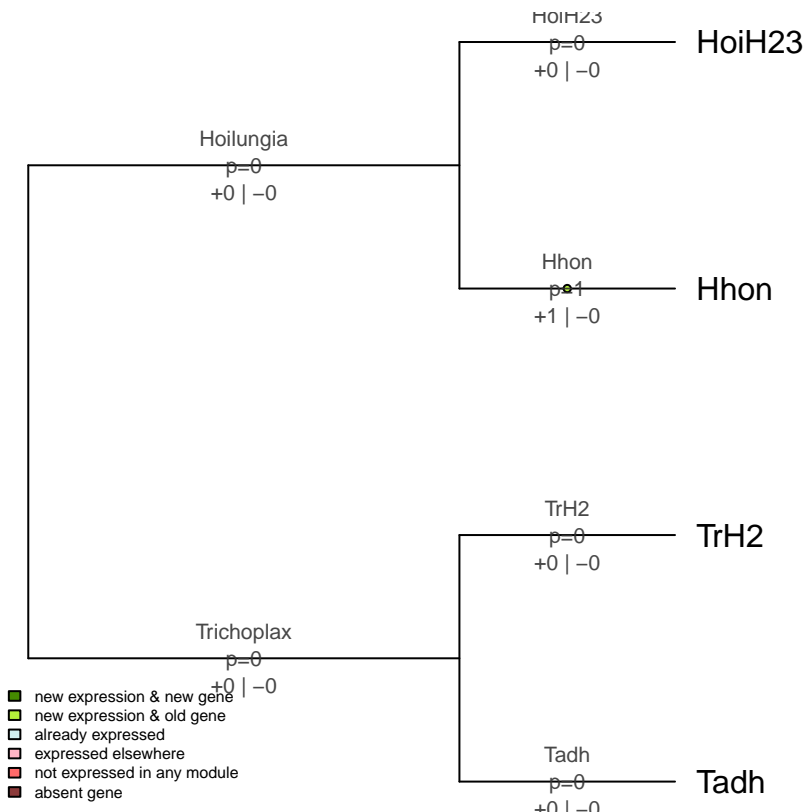 HoiH23
p=0
+0 | −0
HoiH23
Hoilungia
p=0
+0 | −0
Hhon
p=1
+1 | −0
Hhon
TrH2
p=0
+0 | −0
TrH2
Trichoplax
p=0
+0 | −0
new expression & new gene
new expression & old gene
already expressed
expressed elsewhere
not expressed in any module
absent gene
Tadh
p=0
+0 | −0
Tadh